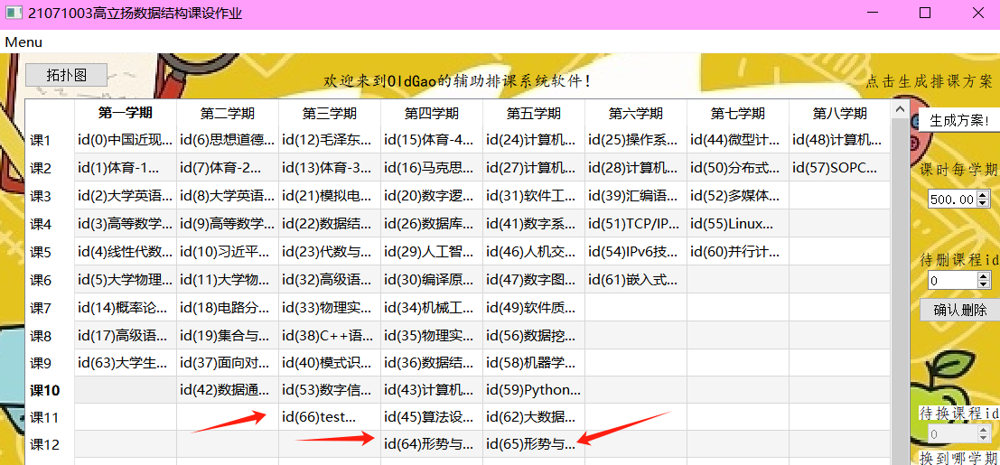 21071003高立扬数据结构课设作业
Menu
拓扑图
欢迎来到OldGao的辅助排课系统软件!
点击生成排课方案
第一学期 第二学期 第三学期 第四学期 第五学期 第六学期 第七学期 第八学期
生成方案!
课1 id(0)中国近现... id(6)思想道德... id(12)毛泽东... id(15)体育-4... id(24)计算机... id(25)操作系... id(44)微型计... id(48)计算机...
课2 id(1)体育-1... id(7)体育-2... id(13)体育-3... id(16)马克思... id(27)计算机... id(28)计算机... id(50)分布式... id(57)SOPC...
课时每学期
课3 id(2)大学英语... id(8)大学英语... id(21)模拟电... id(20)数字逻... id(31)软件工... id(39)汇编语... id(52)多媒体...
500.00
课4 id(3)高等数学... id(9)高等数学... id(22)数据结... id(26)数据库... id(41)数字系... id(51)TCP/IP... id(55)Linux...
课5 id(4)线性代数... id(10)习近平... id(23)代数与... id(29)人工智... id(46)人机交... id(54)IPv6技... id(60)并行计...
待删课程id
课6 id(5)大学物理... id(11)大学物... id(32)高级语... id(30)编译原... id(47)数字图... id(61)嵌入式...
0
课7 id(14)概率论... id(18)电路分... id(33)物理实... id(34)机械工... id(49)软件质...
确认删除
课8 id(17)高级语... id(19)集合与... id(38)C++语... id(35)物理实... id(56)数据挖...
课9 id(63)大学生... id(37)面向对... id(40)模式识... id(36)数据结... id(58)机器学...
课10 id(42)数据通... id(53)数字信... id(43)计算机... id(59)Python...
课11 id(66)test... id(45)算法设... id(62)大数据...
待换课程id
0
课12 id(64)形势与... id(65)形势与...
换到哪学期